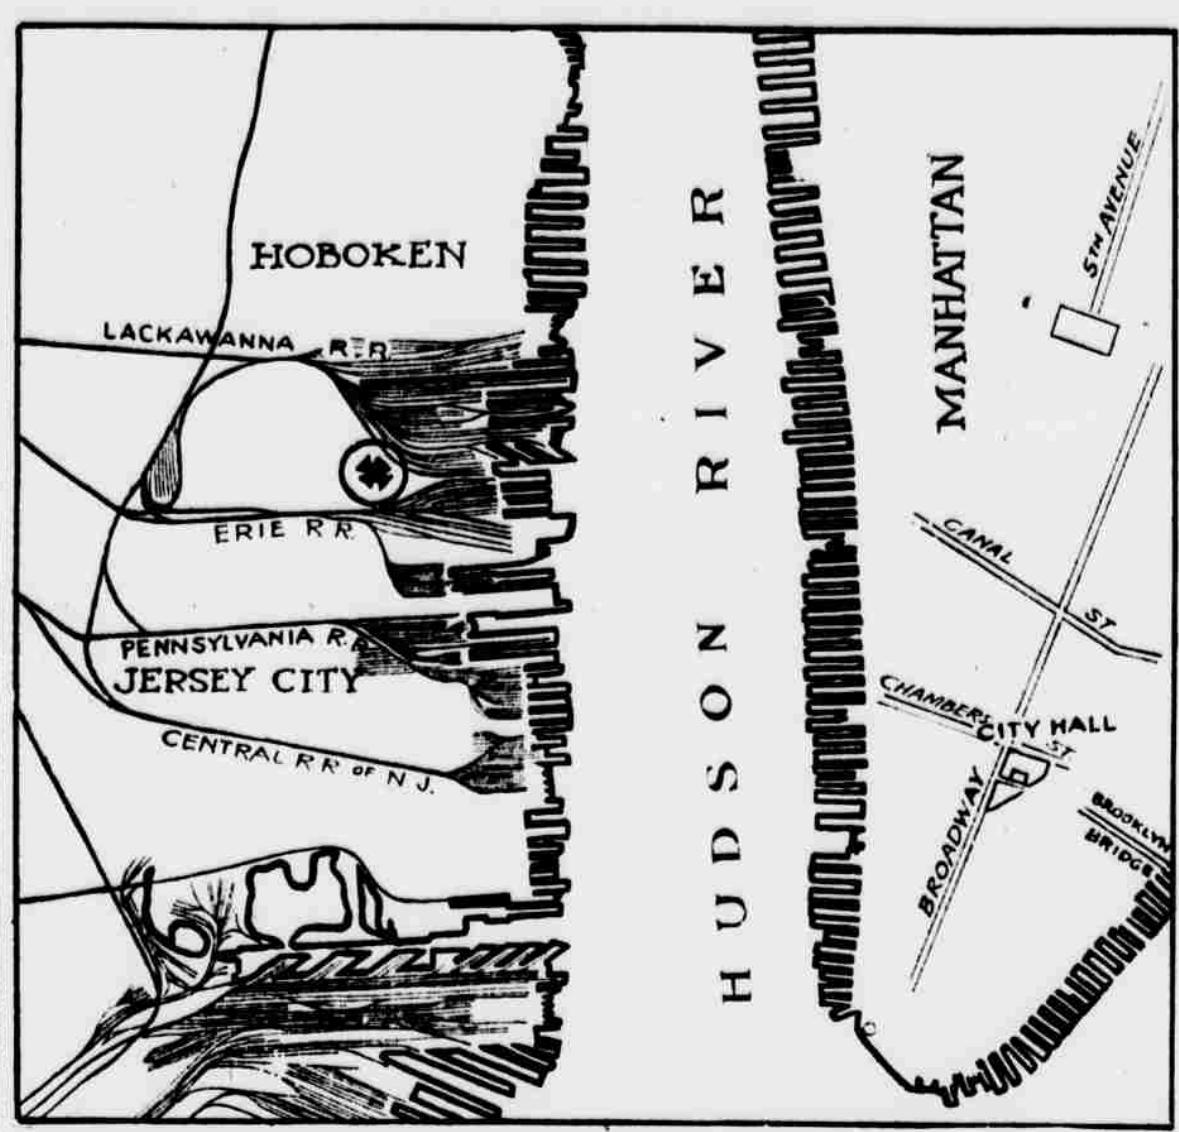 HOBOKEN
LACKAWANNA R.R
ERIE R R.
PENNSYLVANIA R.R
JERSEY CITY
CENTRAL R R OF N J.
HUDSON RIVER
MANHATTAN
5TH AVENUE
CANAL ST
CHAMBERS ST.
CITY HALL
BROADWAY
BROOKLYN
BRIDGE